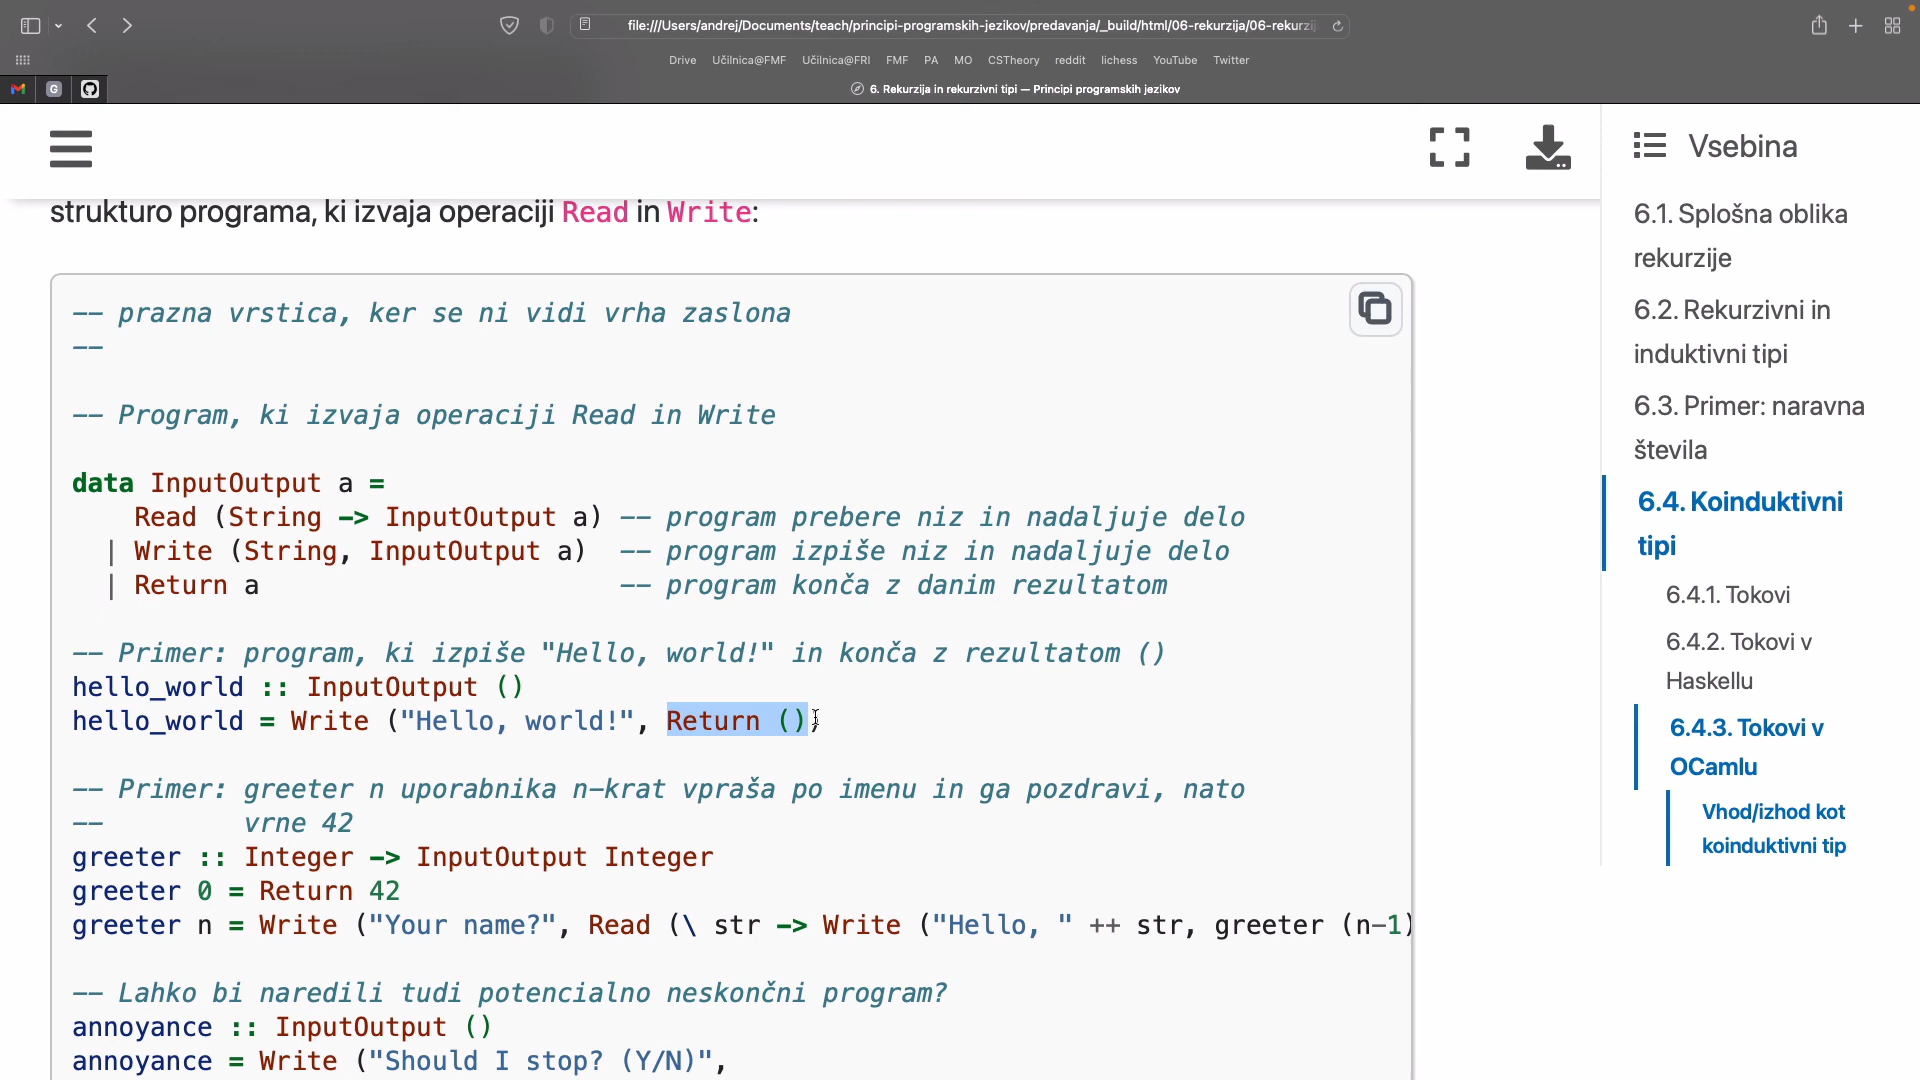 file:///Users/andrej/Documents/teach/principi-programskih-jezikov/predavanja/_build/html/06-rekurzija/06-rekurzij
Drive Učilnica@FMF Učilnica@FRI FMF PA MO CSTheory reddit lichess YouTube Twitter
G
6. Rekurzija in rekurzivni tipi — Principi programskih jezikov
strukturo programa, ki izvaja operaciji Read in Write:
-- prazna vrstica, ker se ni vidi vrha zaslona
--
-- Program, ki izvaja operaciji Read in Write
data InputOutput a =
    Read (String -> InputOutput a) -- program prebere niz in nadaljuje delo
  | Write (String, InputOutput a)  -- program izpiše niz in nadaljuje delo
  | Return a                       -- program konča z danim rezultatom
-- Primer: program, ki izpiše "Hello, world!" in konča z rezultatom ()
hello_world :: InputOutput ()
hello_world = Write ("Hello, world!", Return ())
-- Primer: greeter n uporabnika n-krat vpraša po imenu in ga pozdravi, nato
--         vrne 42
greeter :: Integer -> InputOutput Integer
greeter 0 = Return 42
greeter n = Write ("Your name?", Read (\ str -> Write ("Hello, " ++ str, greeter (n-1)
-- Lahko bi naredili tudi potencialno neskončni program?
annoyance :: InputOutput ()
annoyance = Write ("Should I stop? (Y/N)",
Vsebina
6.1. Splošna oblika
rekurzije
6.2. Rekurzivni in
induktivni tipi
6.3. Primer: naravna
števila
6.4. Koinduktivni
tipi
6.4.1. Tokovi
6.4.2. Tokovi v
Haskellu
6.4.3. Tokovi v
OCamlu
Vhod/izhod kot
koinduktivni tip